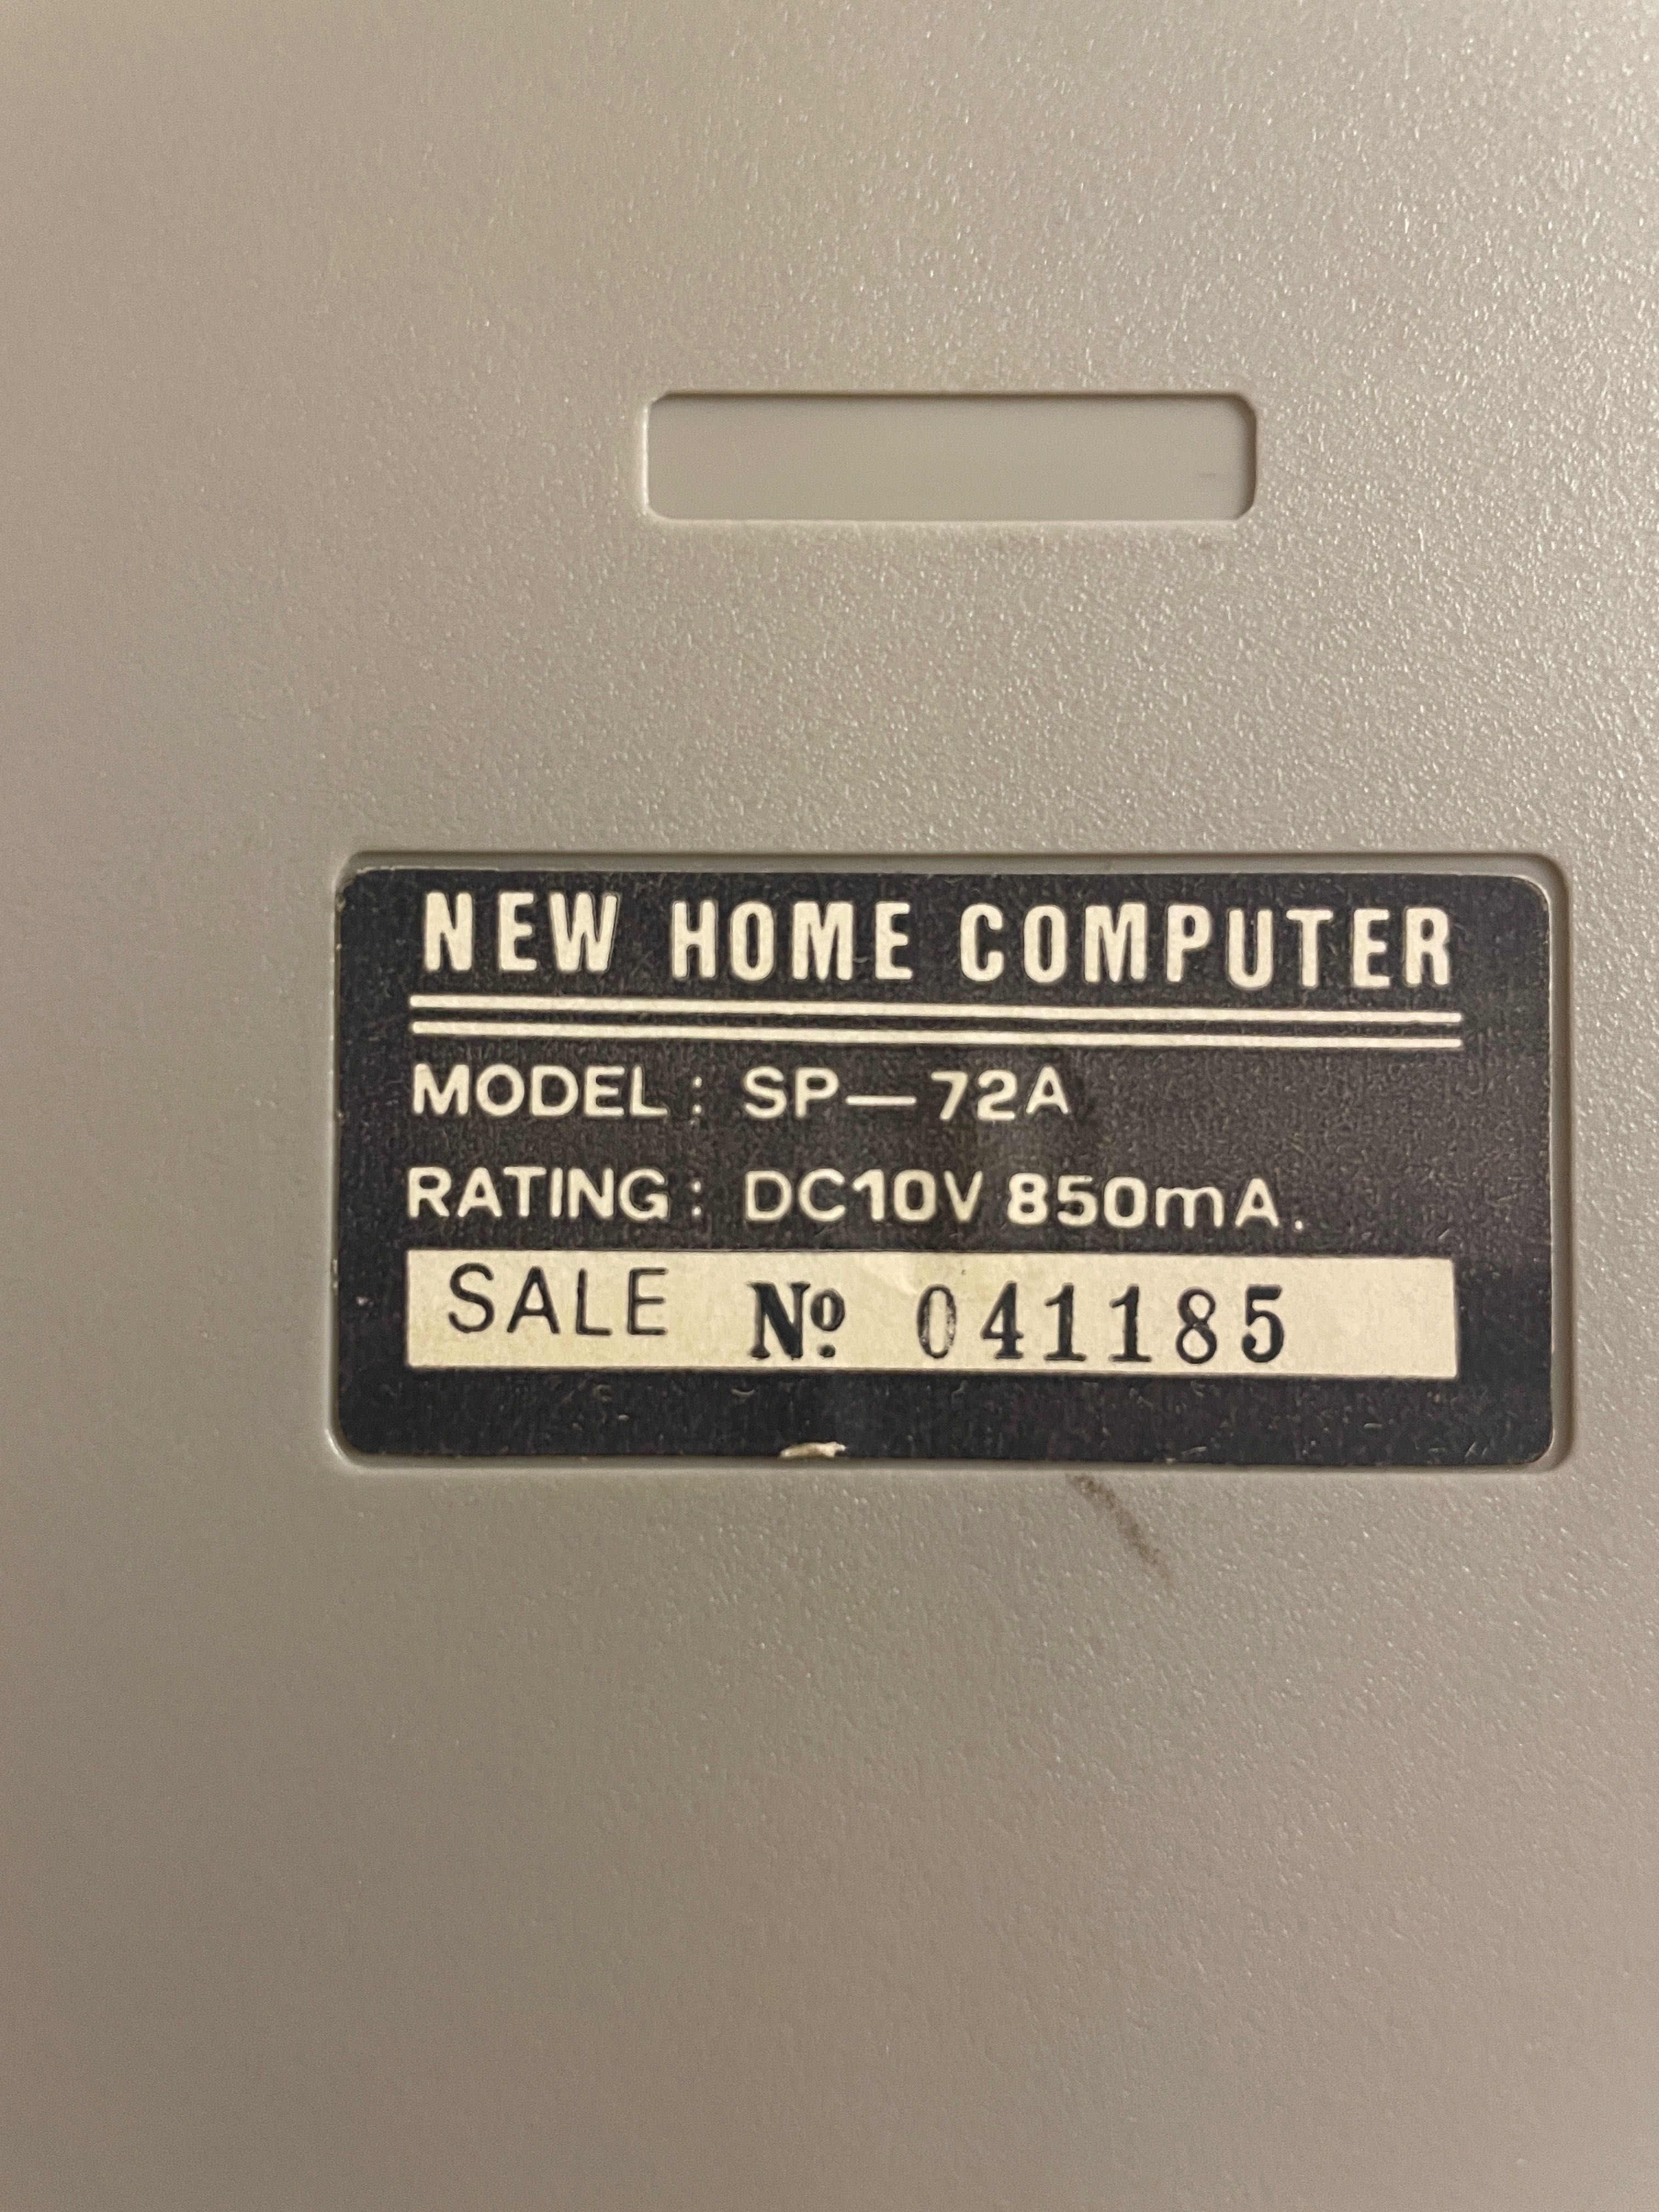 NEW HOME COMPUTER
MODEL : SP—72A
RATING : DC10V 850mA.
SALE Nº 041185